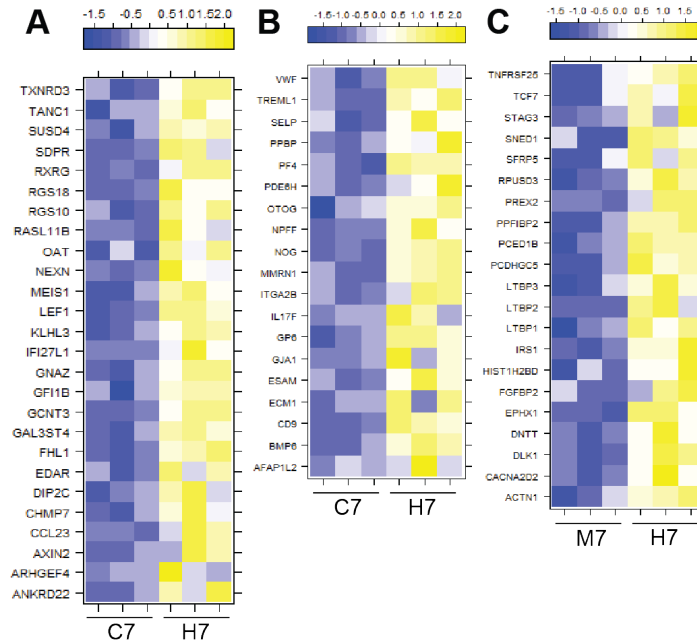 A
-1.5 -0.5 0.5 1.52.0
TXNRD3
TANC1
SUSD4
SDPR
RXRG
RGS18
RGS10
RASL11B
OAT
NEXN
MEIS1
LEF1
KLHL3
IFI27L1
GNAZ
GFI1B
GCNT3
GAL3ST4
FHL1
EDAR
DIP2C
CHMP7
CCL23
AXIN2
ARHGEF4
ANKRD22
C7 H7
B
-1.5 -1.0 -0.5 0.0 0.5 1.0 1.5 2.0
VWF
TREML1
SELP
PPBP
PF4
PDE6H
OTOG
NPFF
NOG
MMRN1
ITGA2B
IL17F
GP6
GJA1
ESAM
ECM1
CD9
BMP6
AFAP1L2
C7 H7
C
-1.5 -1.0 -0.5 0.0 0.5 1.0 1.5
TNFRSF25
TCF7
STAG3
SNED1
SFRP5
RPUSD3
PREX2
PPFIBP2
PCED1B
PCDHGC5
LTBP3
LTBP2
LTBP1
IRS1
HIST1H2BD
FGFBP2
EPHX1
DNTT
DLK1
CACNA2D2
ACTN1
M7 H7